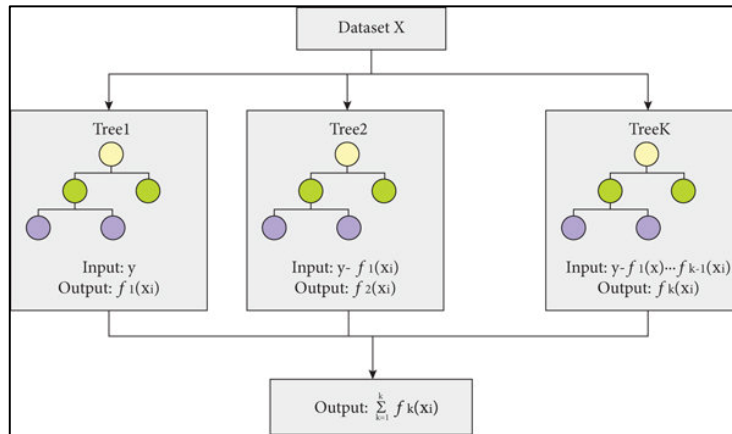 Dataset X
Tree1
Tree2
TreeK
Input: y
Output: f 1(xi)
Input: y- f 1(xi)
Output: f 2(xi)
Input: y-f 1(x)···f k-1(xi)
Output: f k(xi)
Output: k Σ k=1 f k(xi)